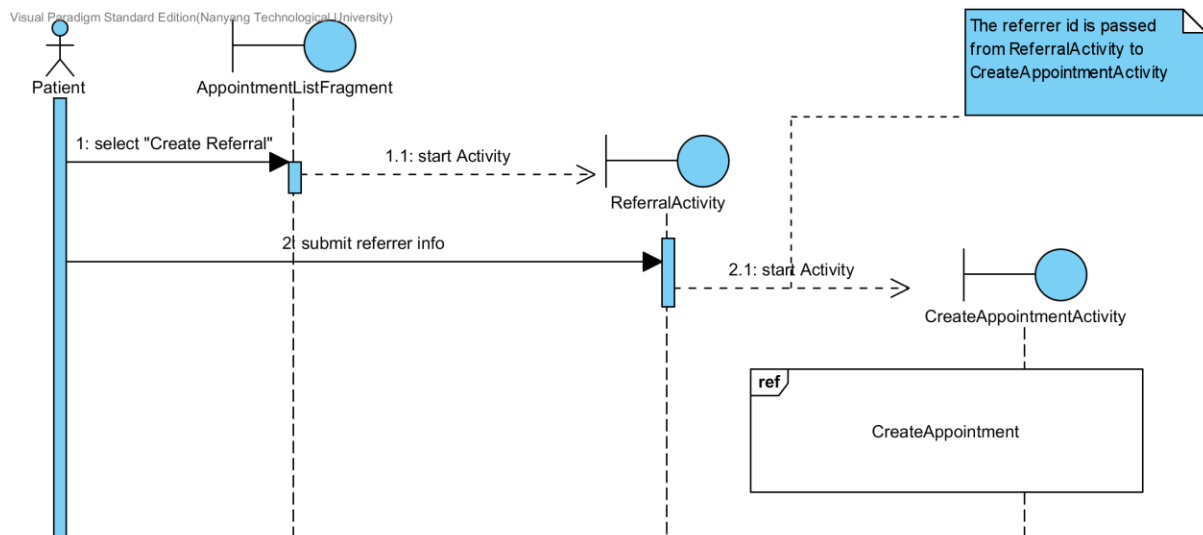 Visual Paradigm Standard Edition(Nanyang Technological University)
The referrer id is passed
from ReferralActivity to
CreateAppointmentActivity
Patient
AppointmentListFragment
1: select "Create Referral"
1.1: start Activity
ReferralActivity
2: submit referrer info
2.1: start Activity
CreateAppointmentActivity
ref
CreateAppointment